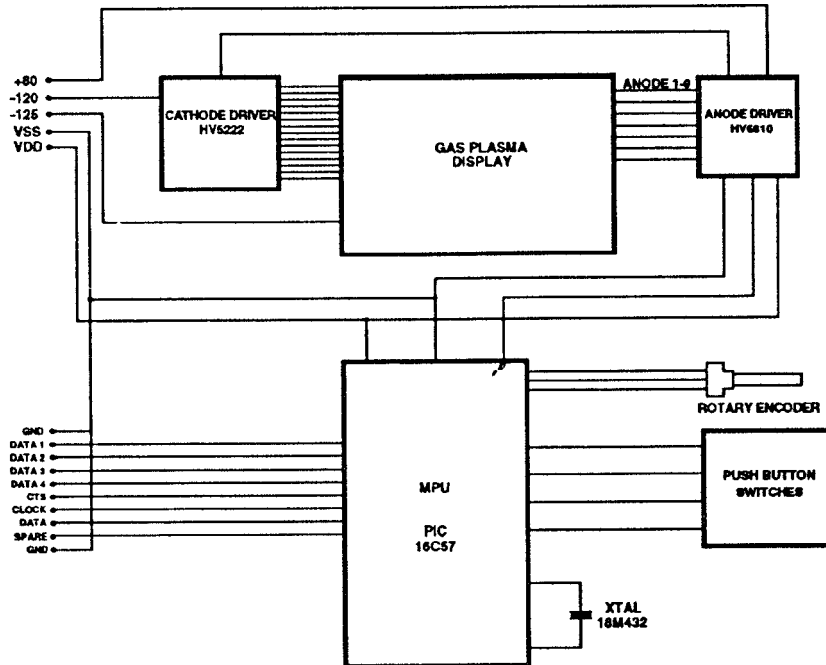 +80
-120
-125
VSS
VDD
CATHODE DRIVER
HV5222
GAS PLASMA
DISPLAY
ANODE 1-9
ANODE DRIVER
HV6810
ROTARY ENCODER
GND
DATA 1
DATA 2
DATA 3
DATA 4
CTS
CLOCK
DATA
SPARE
GND
MPU
PIC
16C57
PUSH BUTTON
SWITCHES
XTAL
18M432